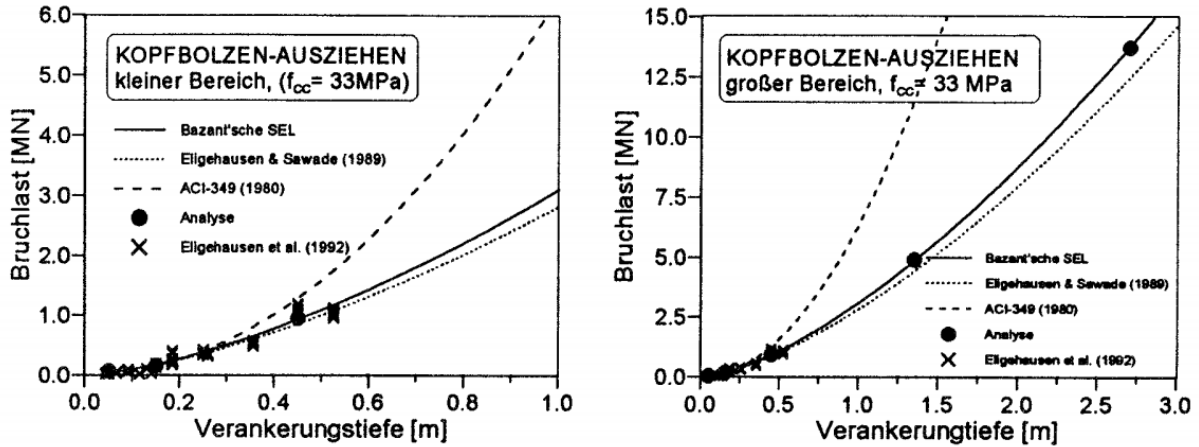 6.0
5.0
4.0
3.0
2.0
1.0
0.0
Bruchlast [MN]
KOPFBOLZEN-AUSZIEHEN
kleiner Bereich, (fcc= 33MPa)
Bazant'sche SEL
Eligehausen & Sawade (1989)
ACI-349 (1980)
Analyse
Eligehausen et al. (1992)
0.0 0.2 0.4 0.6 0.8 1.0
Verankerungstiefe [m]
15.0
12.5
10.0
7.5
5.0
2.5
0.0
Bruchlast [MN]
KOPFBOLZEN-AUSZIEHEN
großer Bereich, fcc,= 33 MPa
Bazant'sche SEL
Eligehausen & Sawade (1989)
ACI-349 (1980)
Analyse
Eligehausen et al. (1992)
0.0 0.5 1.0 1.5 2.0 2.5 3.0
Verankerungtiefe [m]